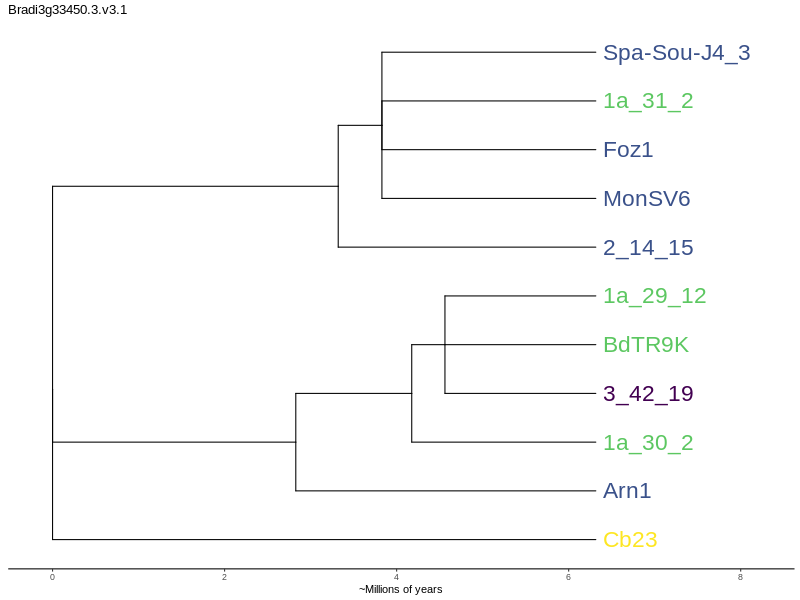 Bradi3g33450.3.v3.1
Spa-Sou-J4_3
1a_31_2
Foz1
MonSV6
2_14_15
1a_29_12
BdTR9K
3_42_19
1a_30_2
Arn1
Cb23
0 2 4 6 8
~Millions of years